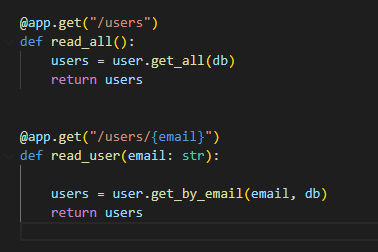 @app.get("/users")
def read_all():
    users = user.get_all(db)
    return users
@app.get("/users/{email}")
def read_user(email: str):
    users = user.get_by_email(email, db)
    return users